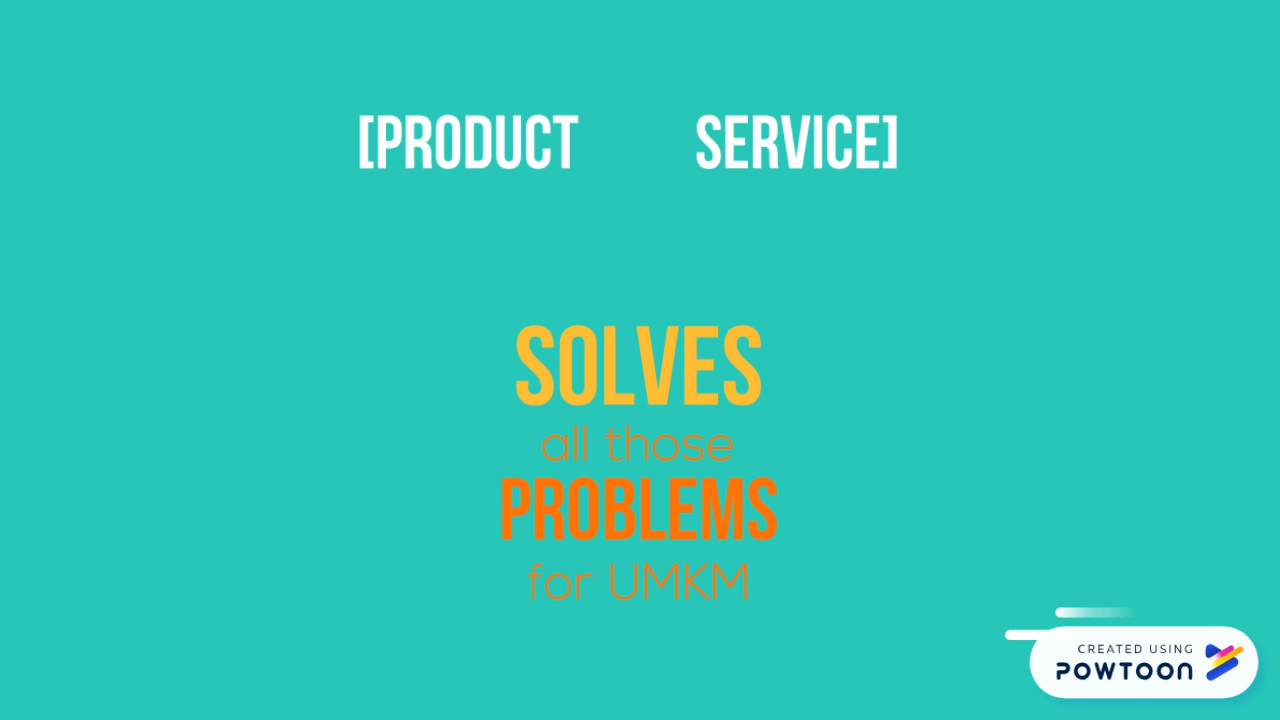 [PRODUCT SERVICE]
SOLVES
all those
PROBLEMS
for UMKM
CREATED USING
POWTOON